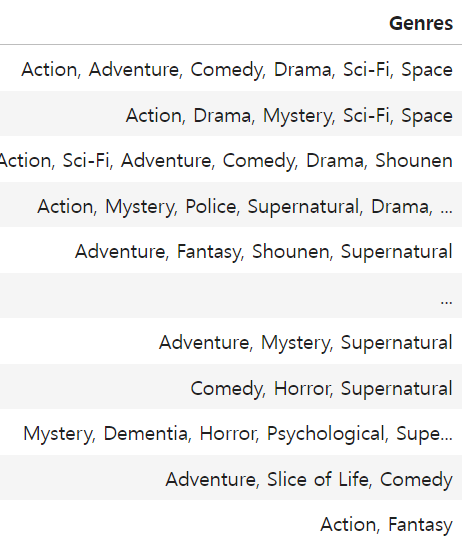 Genres
Action, Adventure, Comedy, Drama, Sci-Fi, Space
Action, Drama, Mystery, Sci-Fi, Space
Action, Sci-Fi, Adventure, Comedy, Drama, Shounen
Action, Mystery, Police, Supernatural, Drama, ...
Adventure, Fantasy, Shounen, Supernatural
...
Adventure, Mystery, Supernatural
Comedy, Horror, Supernatural
Mystery, Dementia, Horror, Psychological, Supe...
Adventure, Slice of Life, Comedy
Action, Fantasy